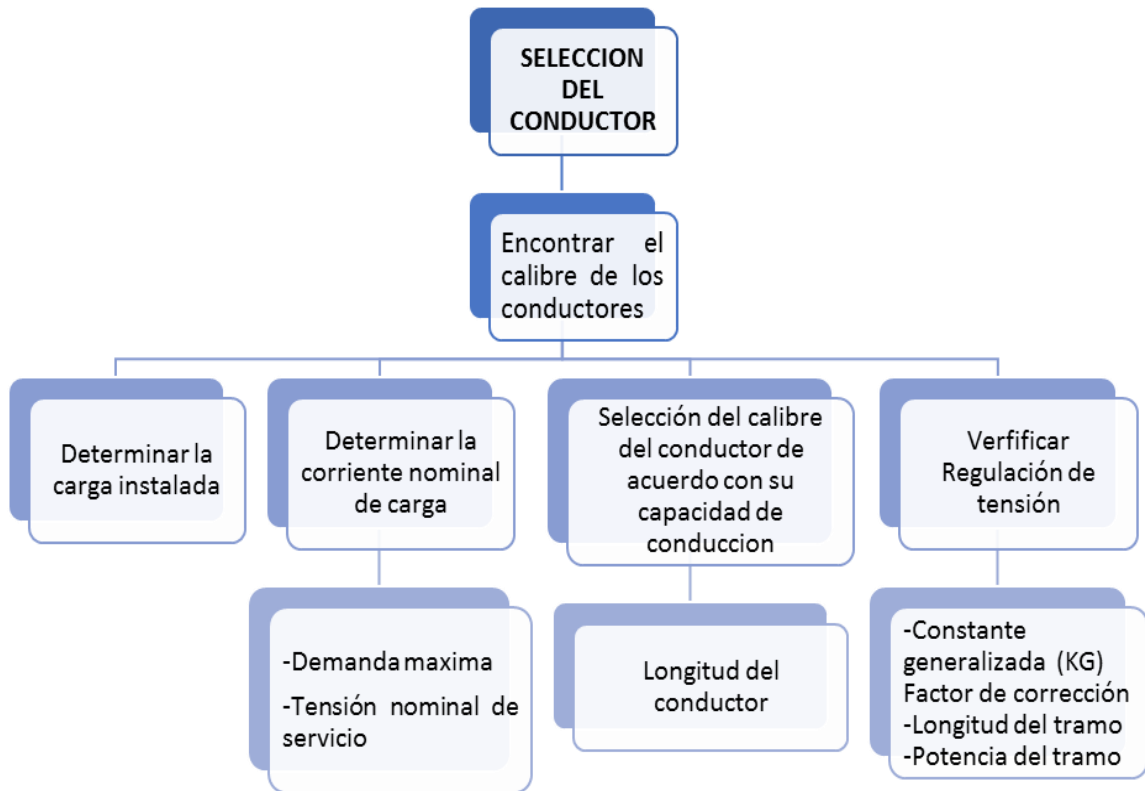 SELECCION
DEL
CONDUCTOR
Encontrar el
calibre de los
conductores
Determinar la
carga instalada
Determinar la
corriente nominal
de carga
Selección del calibre
del conductor de
acuerdo con su
capacidad de
conduccion
Verfificar
Regulación de
tensión
-Demanda maxima
-Tensión nominal de
servicio
Longitud del
conductor
-Constante
generalizada (KG)
Factor de corrección
-Longitud del tramo
-Potencia del tramo